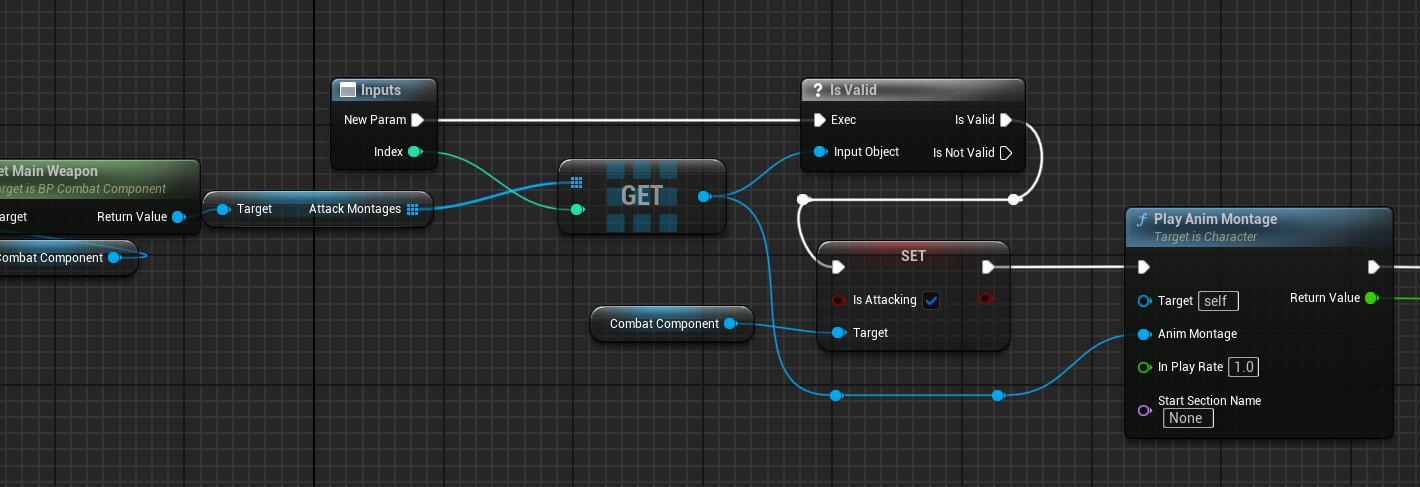 Inputs
New Param
Index
? Is Valid
Exec
Is Valid
Input Object
Is Not Valid
et Main Weapon
arget is BP Combat Component
arget
Return Value
Target
Attack Montages
GET
Combat Component
SET
Is Attacking
Target
Combat Component
f Play Anim Montage
Target is Character
Target self
Return Value
Anim Montage
In Play Rate 1.0
Start Section Name
None